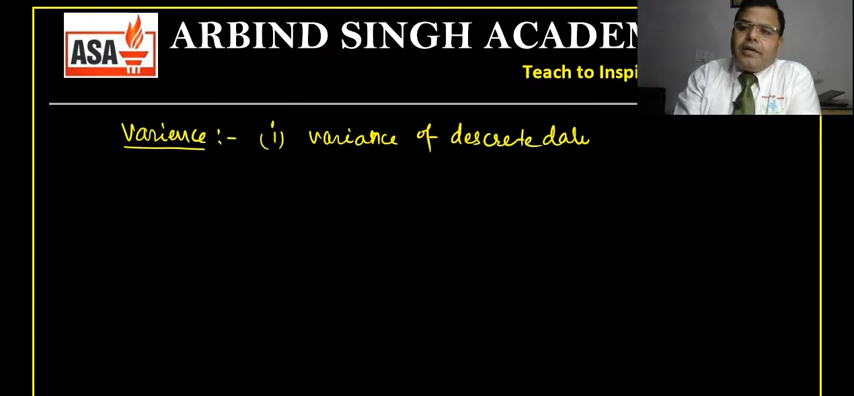 ASA
ARBIND SINGH ACADEM
Teach to Inspi
Varience :- (i) variance of descrete data